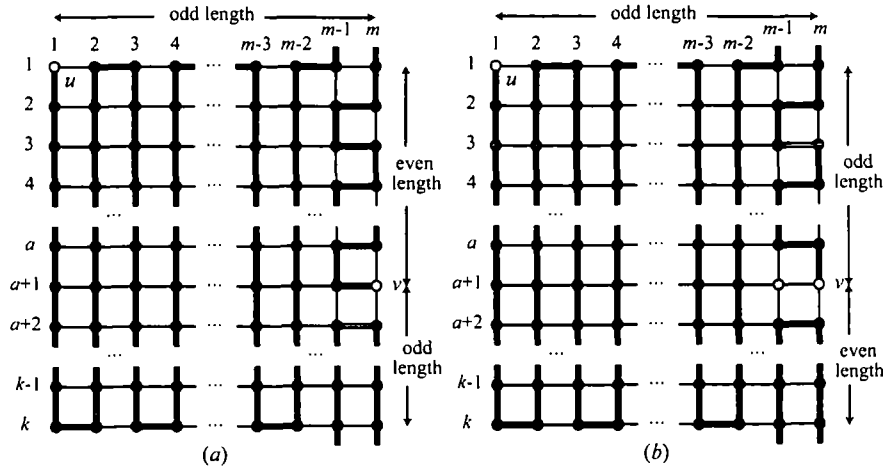 odd length
1 2 3 4 ... m-3 m-2 m-1 m
1 u
2
3
4
even length
... ...
a
a+1 v
a+2
odd length
... ...
k-1 ...
k ...
(a)
odd length
1 2 3 4 ... m-3 m-2 m-1 m
1 u
2
3
4
odd length
... ...
a
a+1 v
a+2
even length
... ...
k-1 ...
k ...
(b)